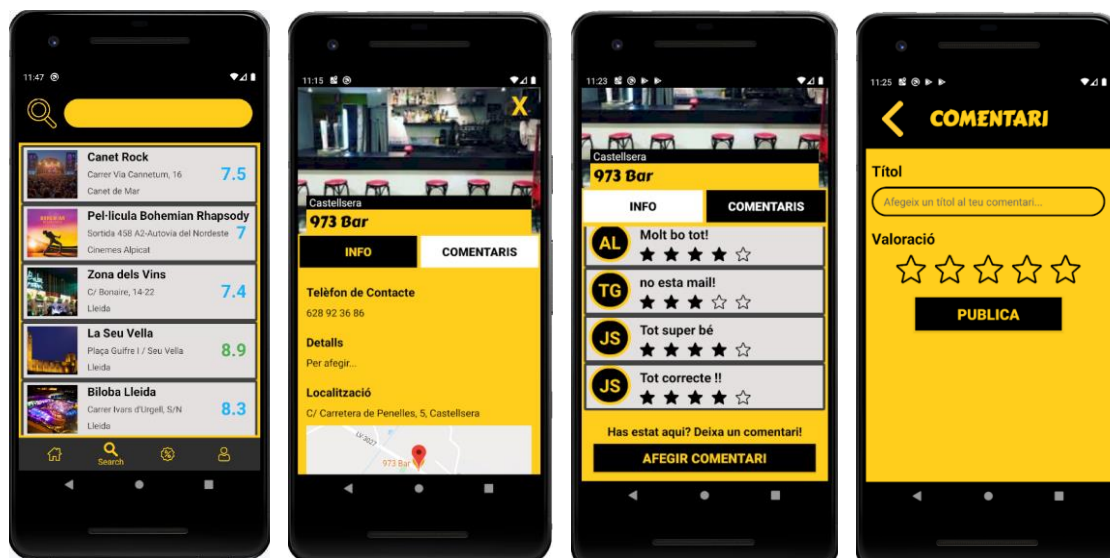 11:47
Canet Rock
Carrer Via Cannetum, 16
7.5
Canet de Mar
Pel·licula Bohemian Rhapsody
Sortida 458 A2-Autovia del Nordeste
7
Cinemes Alpicat
Zona dels Vins
C/ Bonaire, 14-22
7.4
Lleida
La Seu Vella
Plaça Guifre I / Seu Vella
8.9
Lleida
Biloba Lleida
Carrer Ivars d'Urgell, S/N
8.3
Lleida
Search
11:15
X
Castellsera
973 Bar
INFO
COMENTARIS
Telèfon de Contacte
628 92 36 86
Detalls
Per afegir...
Localització
C/ Carretera de Penelles, 5, Castellsera
LV-3027
973 Bar
11:23
Castellsera
973 Bar
INFO
COMENTARIS
AL
Molt bo tot!
TG
no esta mail!
JS
Tot super bé
JS
Tot correcte !!
Has estat aqui? Deixa un comentari!
AFEGIR COMENTARI
11:25
COMENTARI
Títol
Afegeix un títol al teu comentari...
Valoració
PUBLICA